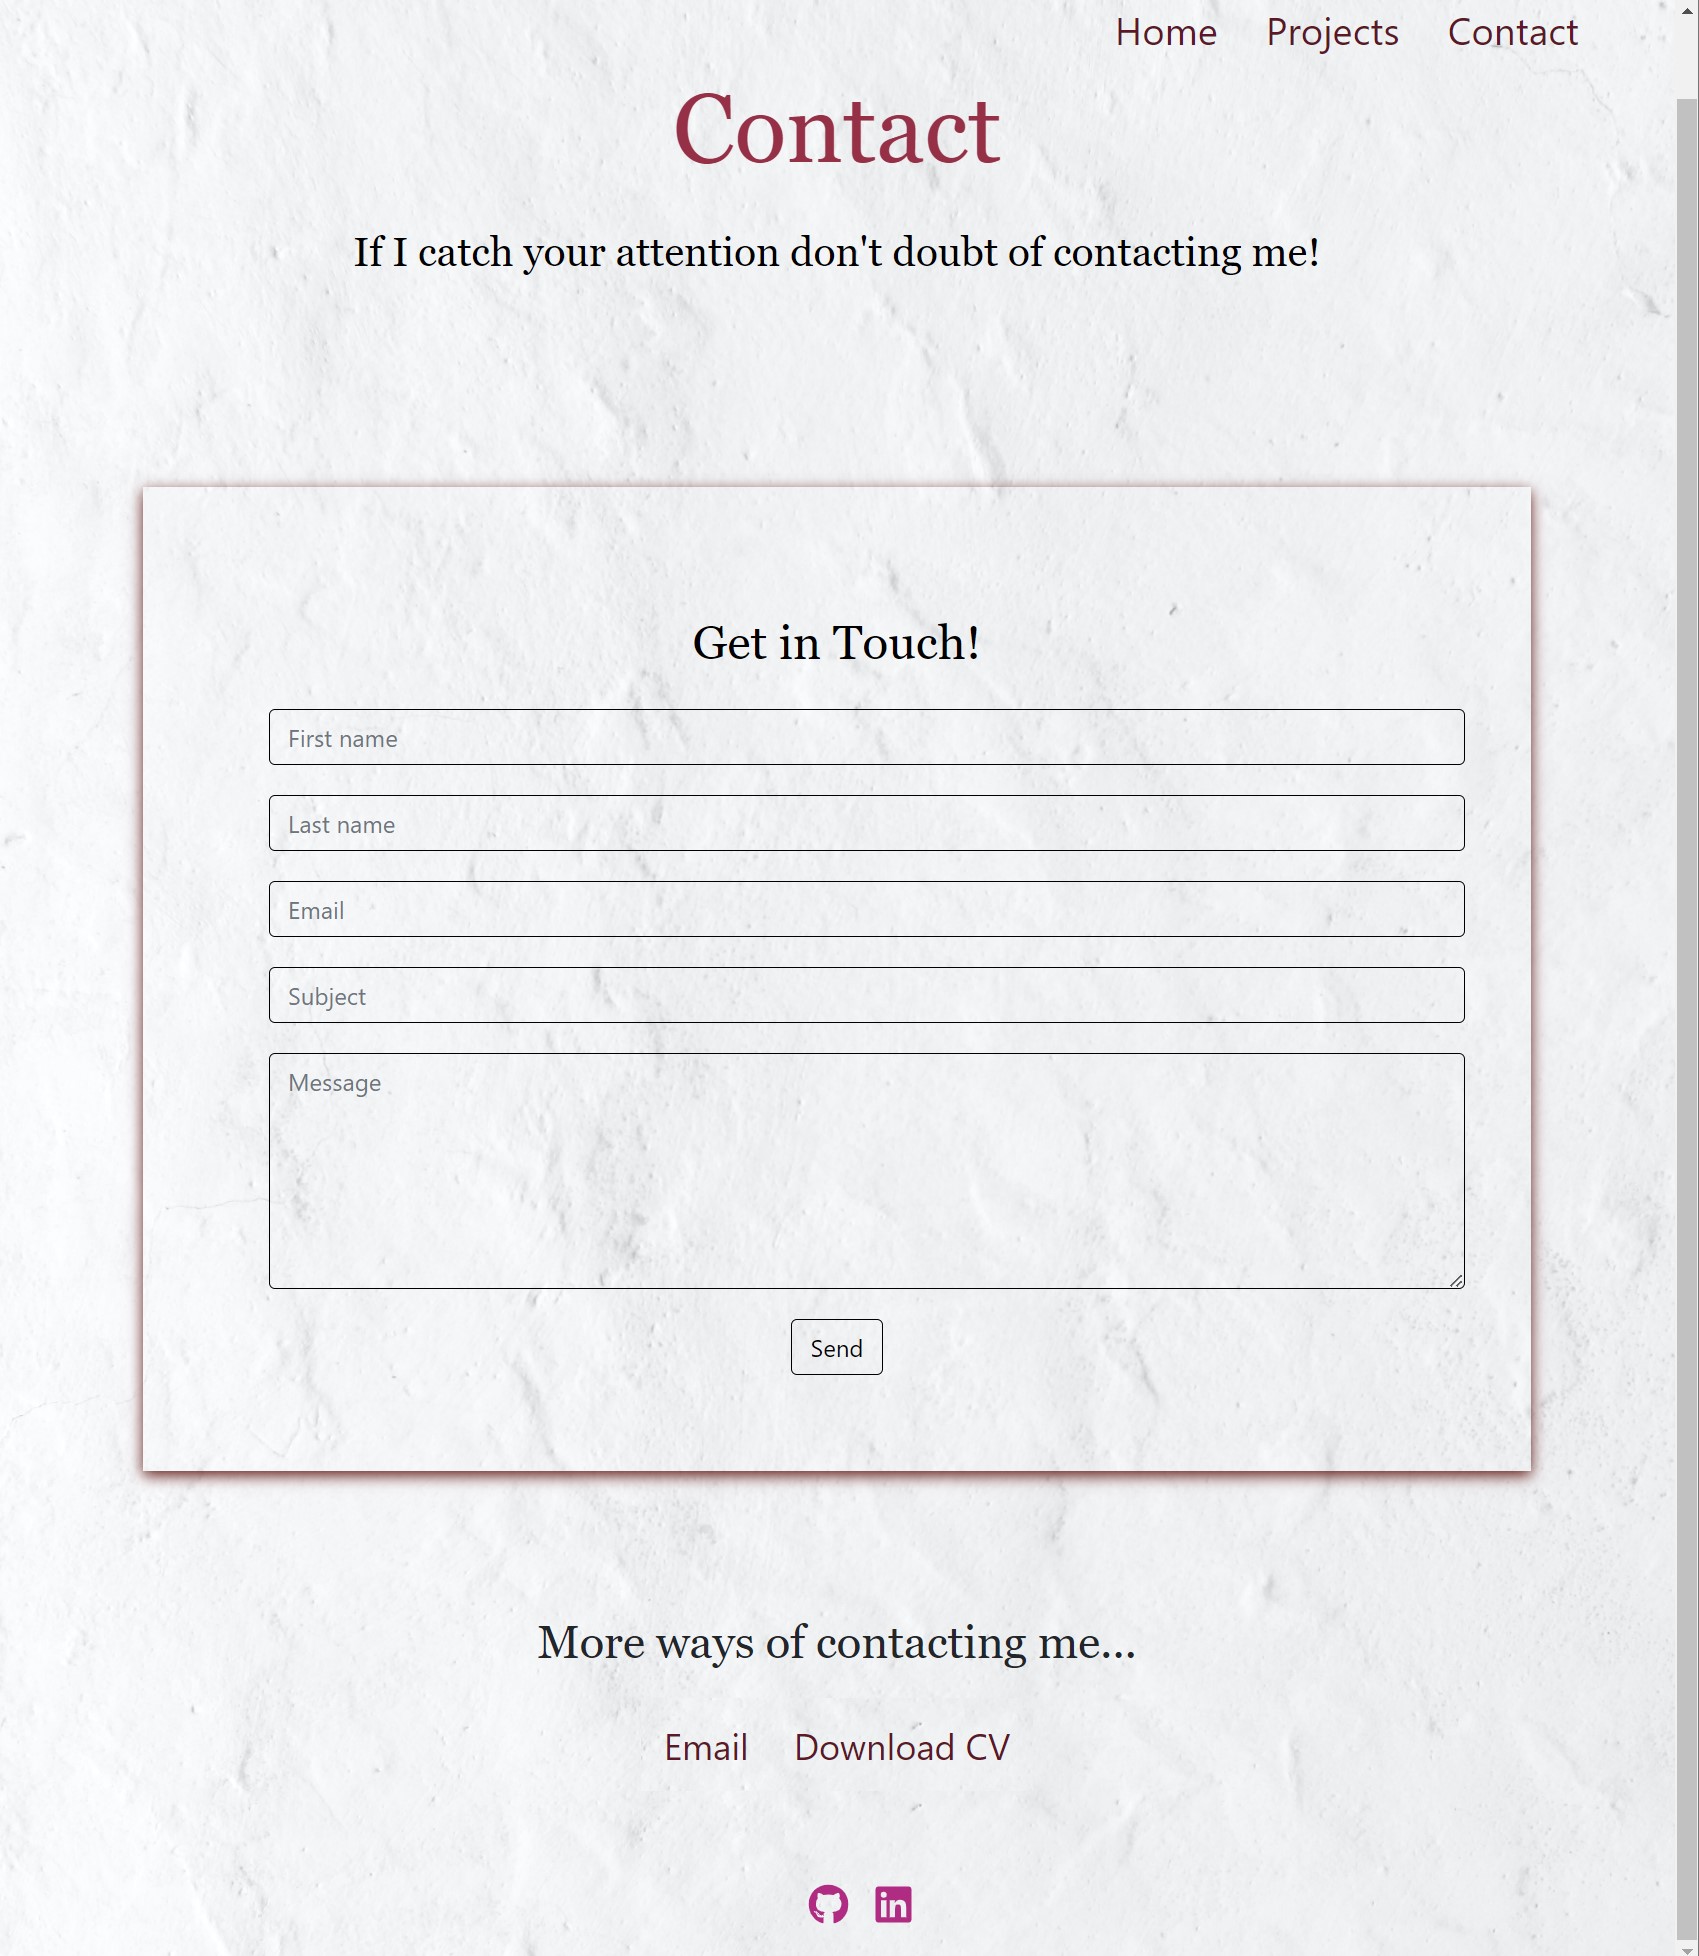 Home Projects Contact
Contact
If I catch your attention don't doubt of contacting me!
Get in Touch!
First name
Last name
Email
Subject
Message
Send
More ways of contacting me...
Email Download CV
in